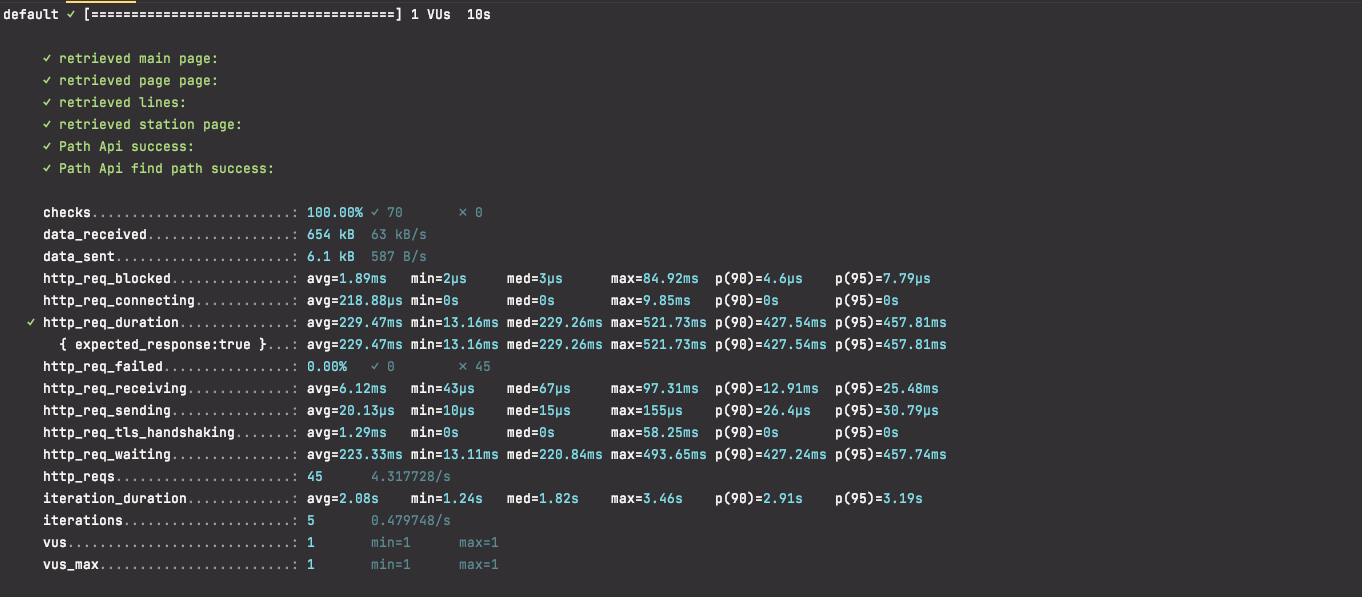 default ✓ [======================================] 1 VUs  10s
✓ retrieved main page:
✓ retrieved page page:
✓ retrieved lines:
✓ retrieved station page:
✓ Path Api success:
✓ Path Api find path success:
checks.........................: 100.00% ✓ 70       ✗ 0
data_received..................: 654 kB  63 kB/s
data_sent......................: 6.1 kB  587 B/s
http_req_blocked...............: avg=1.89ms   min=2µs      med=3µs      max=84.92ms  p(90)=4.6µs    p(95)=7.79µs
http_req_connecting............: avg=218.88µs min=0s       med=0s       max=9.85ms   p(90)=0s       p(95)=0s
✓ http_req_duration..............: avg=229.47ms min=13.16ms med=229.26ms max=521.73ms p(90)=427.54ms p(95)=457.81ms
{ expected_response:true }...: avg=229.47ms min=13.16ms med=229.26ms max=521.73ms p(90)=427.54ms p(95)=457.81ms
http_req_failed................: 0.00%   ✓ 0        ✗ 45
http_req_receiving.............: avg=6.12ms   min=43µs    med=67µs     max=97.31ms  p(90)=12.91ms  p(95)=25.48ms
http_req_sending...............: avg=20.13µs  min=10µs    med=15µs     max=155µs    p(90)=26.4µs   p(95)=30.79µs
http_req_tls_handshaking.......: avg=1.29ms   min=0s      med=0s       max=58.25ms  p(90)=0s       p(95)=0s
http_req_waiting...............: avg=223.33ms min=13.11ms med=220.84ms max=493.65ms p(90)=427.24ms p(95)=457.74ms
http_reqs......................: 45      4.317728/s
iteration_duration.............: avg=2.08s    min=1.24s   med=1.82s    max=3.46s    p(90)=2.91s    p(95)=3.19s
iterations.....................: 5       0.479748/s
vus............................: 1       min=1      max=1
vus_max........................: 1       min=1      max=1